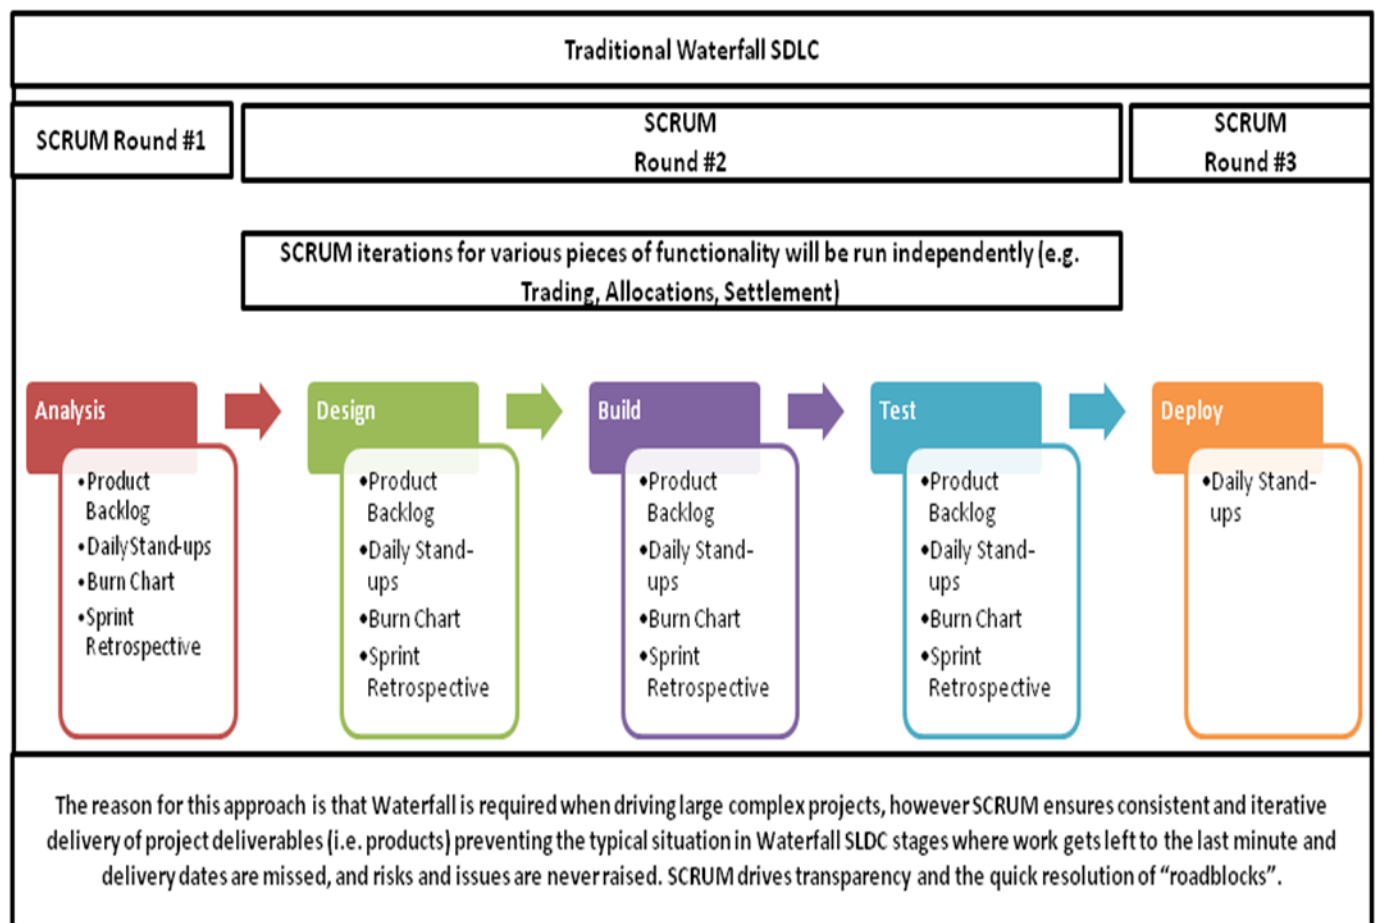 Traditional Waterfall SDLC
SCRUM Round #1
SCRUM
Round #2
SCRUM
Round #3
SCRUM iterations for various pieces of functionality will be run independently (e.g.
Trading, Allocations, Settlement)
Analysis
•Product
Backlog
•Daily Stand-ups
•Burn Chart
•Sprint
Retrospective
Design
•Product
Backlog
•Daily Stand-
ups
•Burn Chart
•Sprint
Retrospective
Build
•Product
Backlog
•Daily Stand-
ups
•Burn Chart
•Sprint
Retrospective
Test
•Product
Backlog
•Daily Stand-
ups
•Burn Chart
•Sprint
Retrospective
Deploy
•Daily Stand-
ups
The reason for this approach is that Waterfall is required when driving large complex projects, however SCRUM ensures consistent and iterative
delivery of project deliverables (i.e. products) preventing the typical situation in Waterfall SLDC stages where work gets left to the last minute and
delivery dates are missed, and risks and issues are never raised. SCRUM drives transparency and the quick resolution of “roadblocks”.